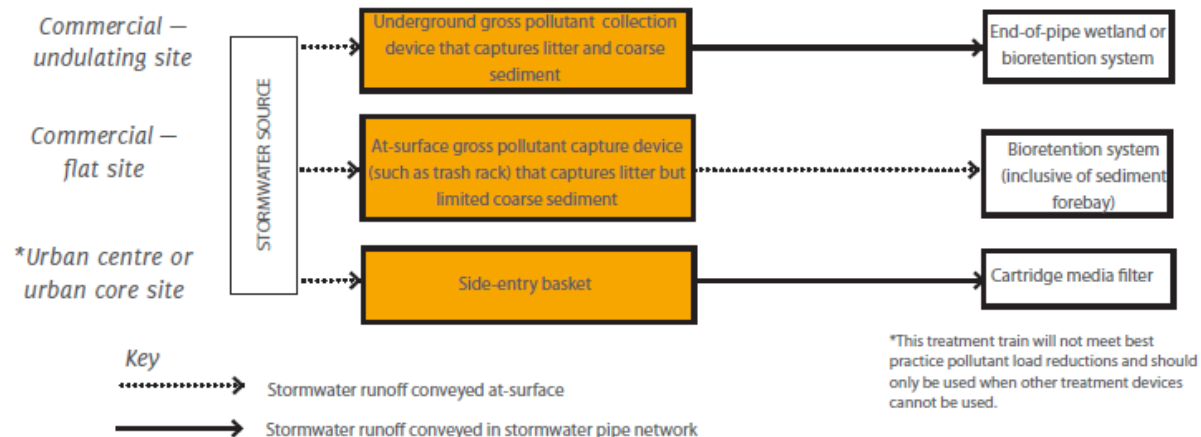 Commercial —
undulating site
STORMWATER SOURCE
Underground gross pollutant collection
device that captures litter and coarse
sediment
End-of-pipe wetland or
bioretention system
Commercial —
flat site
At-surface gross pollutant capture device
(such as trash rack) that captures litter but
limited coarse sediment
Bioretention system
(inclusive of sediment
forebay)
*Urban centre or
urban core site
Side-entry basket
Cartridge media filter
*This treatment train will not meet best
practice pollutant load reductions and should
only be used when other treatment devices
cannot be used.
Key
Stormwater runoff conveyed at-surface
Stormwater runoff conveyed in stormwater pipe network